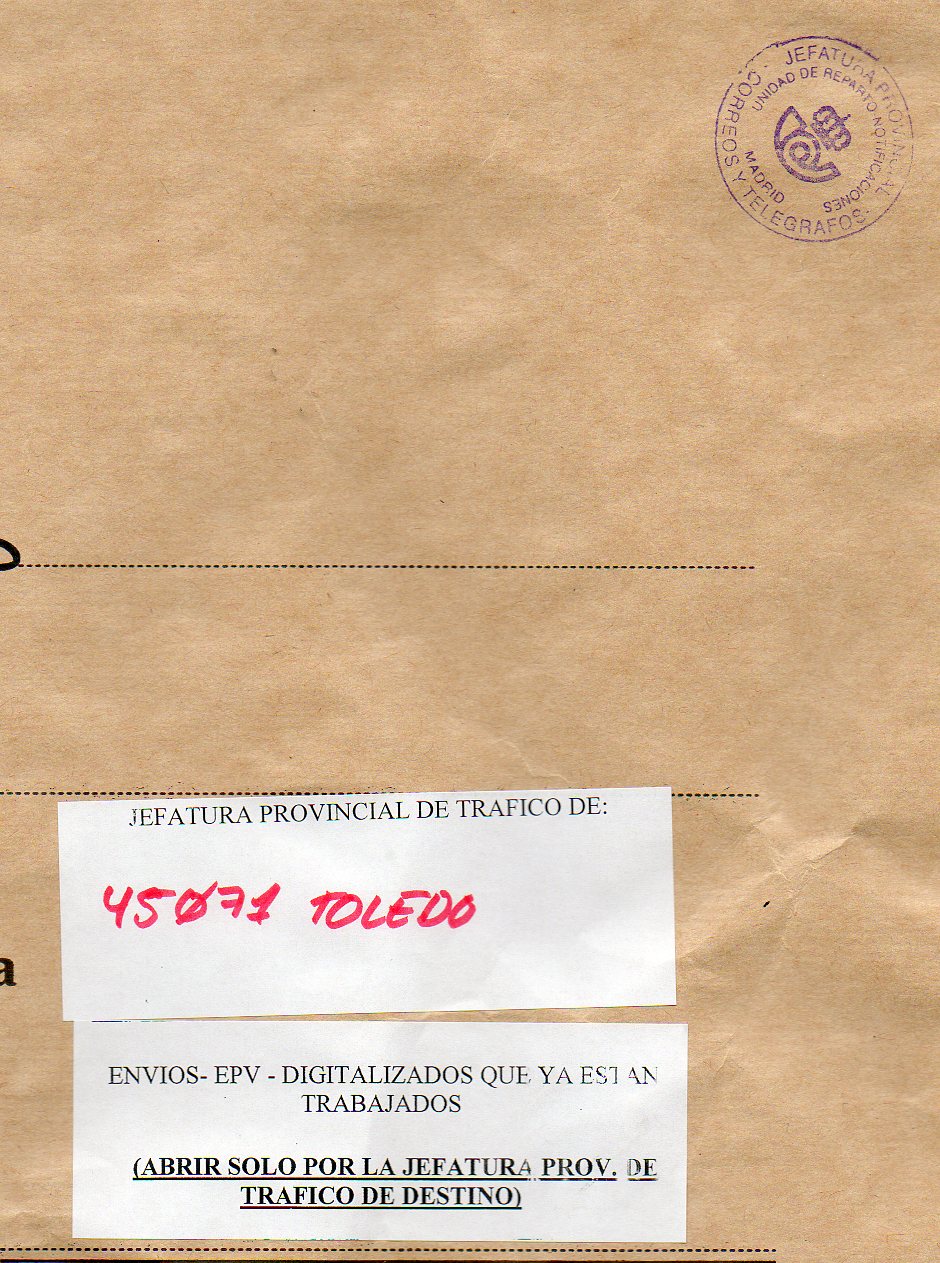 JEFATURA PROVINCIAL
CORREOS Y TELEGRAFOS
UNIDAD DE REPARTO NOTIFICACIONES
MADRID
JEFATURA PROVINCIAL DE TRAFICO DE:
45071 TOLEDO
a
ENVIOS- EPV - DIGITALIZADOS QUE YA ESTAN
TRABAJADOS
(ABRIR SOLO POR LA JEFATURA PROV. DE
TRAFICO DE DESTINO)